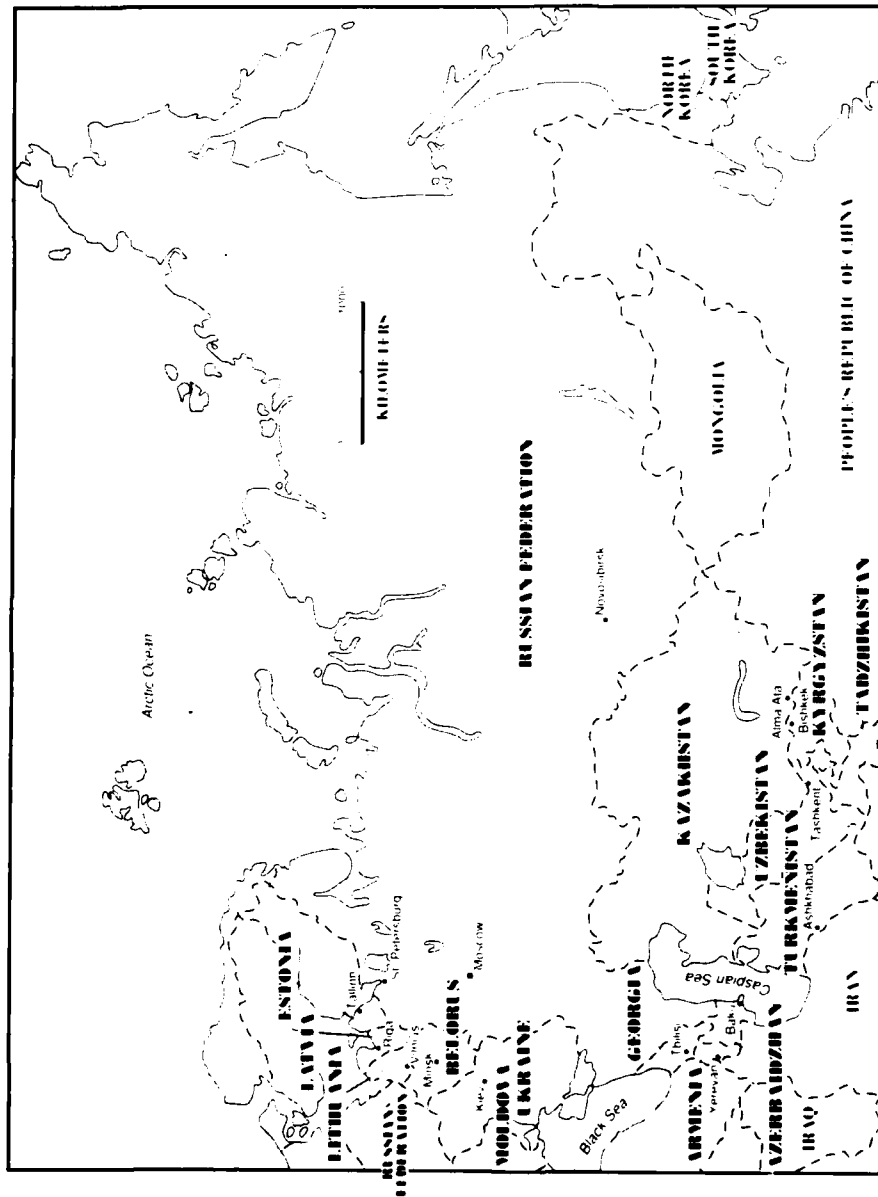 Arctic Ocean
ESTONIA
LATVIA
LITHUANIA
RUSSIAN
FEDERATION
Tallinn
St. Petersburg
Riga
Vilnius
Minsk
BELORUS
Moscow
Kiev
MOLDOVA
UKRAINE
Black Sea
GEORGIA
Tbilisi
ARMENIA
Yerevan
AZERBAIDZHAN
Baku
Caspian Sea
IRAQ
IRAN
KILOMETERS
RUSSIAN FEDERATION
Novosibirsk
KAZAKHSTAN
UZBEKISTAN
TURKMENISTAN
Ashkhabad
Tashkent
Alma Ata
Bishkek
KYRGYZSTAN
TADZHIKISTAN
MONGOLIA
PEOPLE'S REPUBLIC OF CHINA
NORTH
KOREA
SOUTH
KOREA